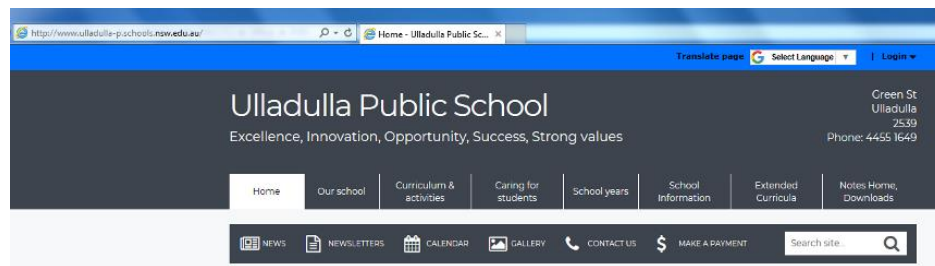 http://www.ulladulla-p.schools.nsw.edu.au/
Home - Ulladulla Public Sc...
Translate page G Select Language | Login
Ulladulla Public School
Excellence, Innovation, Opportunity, Success, Strong values
Green St
Ulladulla
2539
Phone: 4455 1649
Home
Our school
Curriculum &
activities
Caring for
students
School years
School
Information
Extended
Curricula
Notes Home,
Downloads
NEWS NEWSLETTERS CALENDAR GALLERY CONTACT US $ MAKE A PAYMENT Search site..